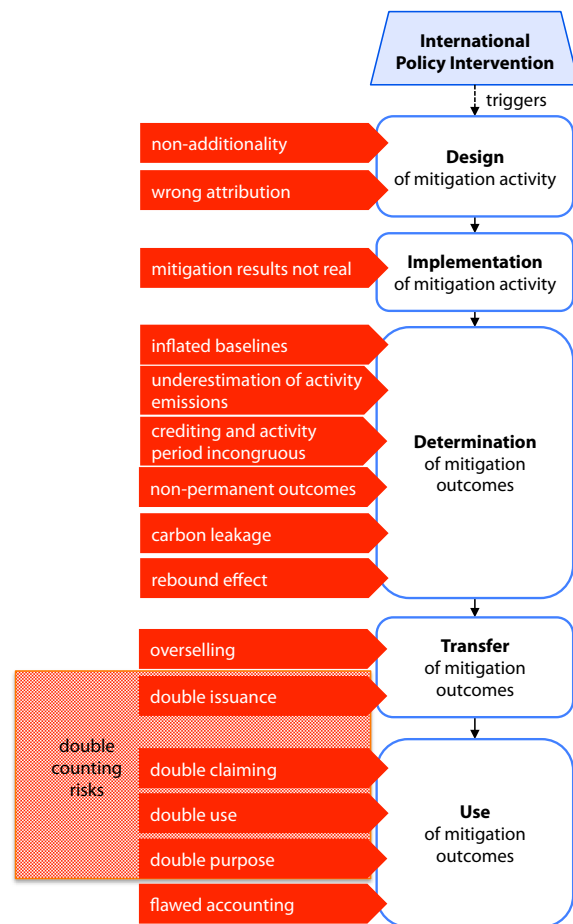 International
Policy Intervention
triggers
non-additionality
wrong attribution
Design
of mitigation activity
mitigation results not real
Implementation
of mitigation activity
inflated baselines
underestimation of activity
emissions
crediting and activity
period incongruous
non-permanent outcomes
carbon leakage
rebound effect
Determination
of mitigation
outcomes
overselling
double issuance
Transfer
of mitigation
outcomes
double
counting
risks
double claiming
double use
double purpose
flawed accounting
Use
of mitigation
outcomes